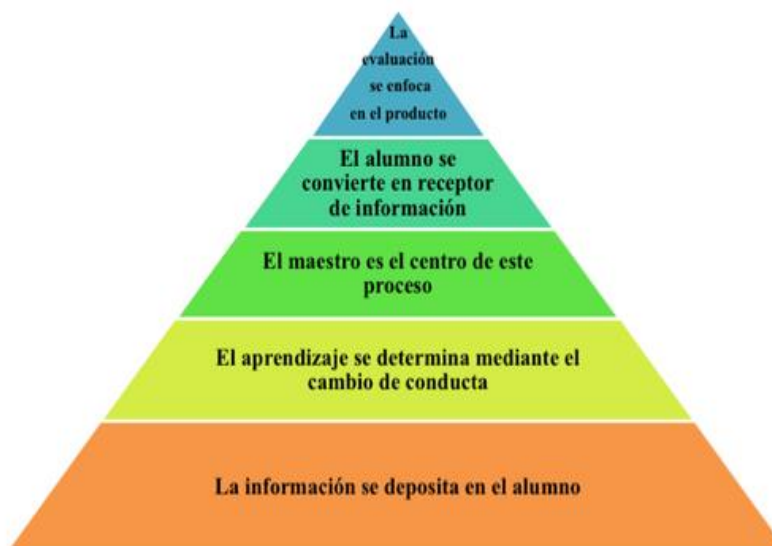 La
evaluación
se enfoca
en el producto
El alumno se
convierte en receptor
de información
El maestro es el centro de este
proceso
El aprendizaje se determina mediante el
cambio de conducta
La información se deposita en el alumno